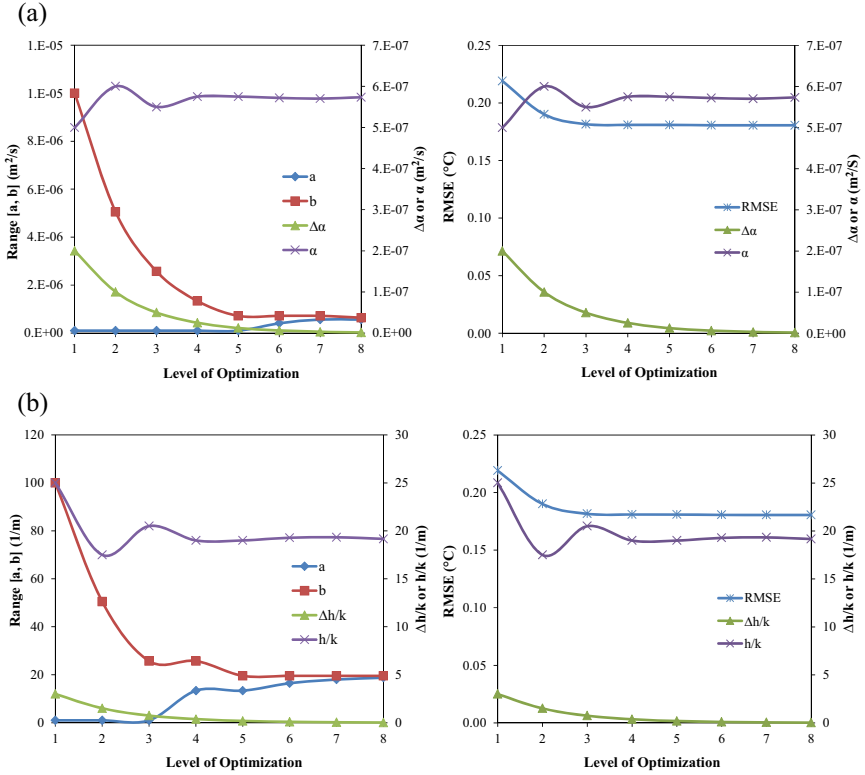 (a)
1.E-05
1.E-05
8.E-06
6.E-06
4.E-06
2.E-06
0.E+00
Range [a, b] (m²/s)
7.E-07
6.E-07
5.E-07
4.E-07
3.E-07
2.E-07
1.E-07
0.E+00
Δα or α (m²/s)
a
b
Δα
α
1 2 3 4 5 6 7 8
Level of Optimization
0.25
0.20
0.15
0.10
0.05
0.00
RMSE (°C)
7.E-07
6.E-07
5.E-07
4.E-07
3.E-07
2.E-07
1.E-07
0.E+00
Δα or α (m²/S)
RMSE
Δα
α
1 2 3 4 5 6 7 8
Level of Optimization
(b)
120
100
80
60
40
20
0
Range [a, b] (1/m)
30
25
20
15
10
5
0
Δh/k or h/k (1/m)
a
b
Δh/k
h/k
1 2 3 4 5 6 7 8
Level of Optimization
0.25
0.20
0.15
0.10
0.05
0.00
RMSE (°C)
30
25
20
15
10
5
0
Δh/k or h/k (1/m)
RMSE
Δh/k
h/k
1 2 3 4 5 6 7 8
Level of Optimization